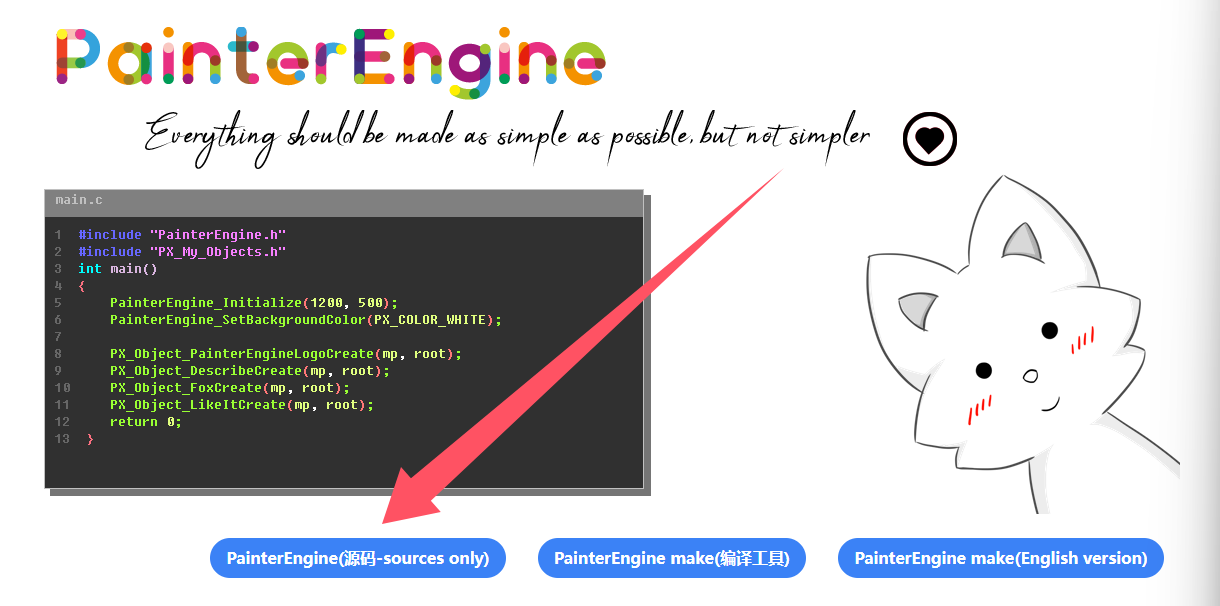 PainterEngine
Everything should be made as simple as possible, but not simpler
main.c
1 #include "PainterEngine.h"
2 #include "PX_My_Objects.h"
3 int main()
4 {
5 PainterEngine_Initialize(1200, 500);
6 PainterEngine_SetBackgroundColor(PX_COLOR_WHITE);
7
8 PX_Object_PainterEngineLogoCreate(mp, root);
9 PX_Object_DescribeCreate(mp, root);
10 PX_Object_FoxCreate(mp, root);
11 PX_Object_LikeItCreate(mp, root);
12 return 0;
13 }
PainterEngine(源码-sources only) PainterEngine make(编译工具) PainterEngine make(English version)